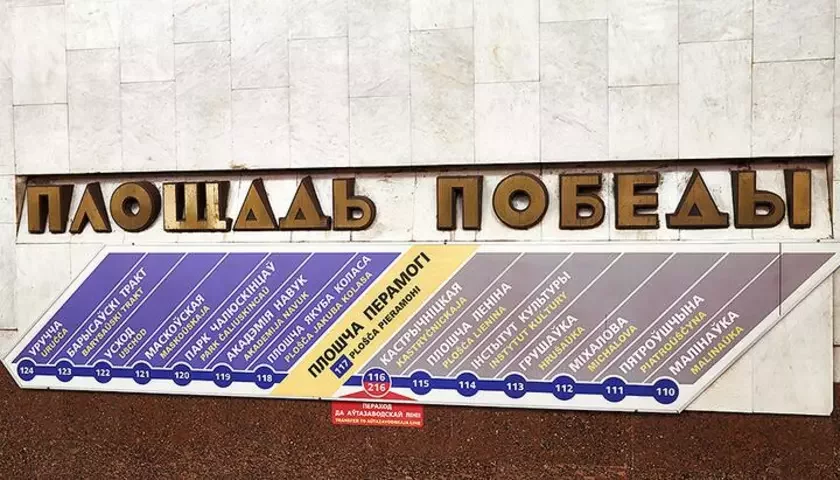 ПЛОЩАДЬ ПОБЕДЫ
УРУЧЧА
URUČČA
124
БАРЫСАЎСКІ ТРАКТ
BARYSAŬSKI TRAKT
123
УСХОД
USCHOD
122
МАСКОЎСКАЯ
MASKOŬSKAJA
121
ПАРК ЧАЛЮСКІНЦАЎ
PARK ČALIUSKINCAŬ
120
АКАДЭМІЯ НАВУК
AKADEMIJA NAVUK
119
ПЛОШЧА ЯКУБА КОЛАСА
PLOŠČA JAKUBA KOLASA
118
ПЛОШЧА ПЕРАМОГІ
117 PLOŠČA PIERAMOHI
КАСТРЫЧНІЦКАЯ
KASTRYČNICKAJA
116
216
ПЛОШЧА ЛЕНІНА
PLOŠČA LIENINA
115
ІНСТЫТУТ КУЛЬТУРЫ
INSTYTUT KUĹTURY
114
ГРУШАЎКА
HRUŠAŬKA
113
МІХАЛОВА
MICHALOVA
112
ПЯТРОЎШЧЫНА
PIATROŬŠČYNA
111
МАЛІНАЎКА
MALINAŬKA
110
ПЕРАХОД
ДА АЎТАЗАВОДСКАЙ ЛІНІІ
TRANSFER TO AŬTAZAVODSKAJA LINE